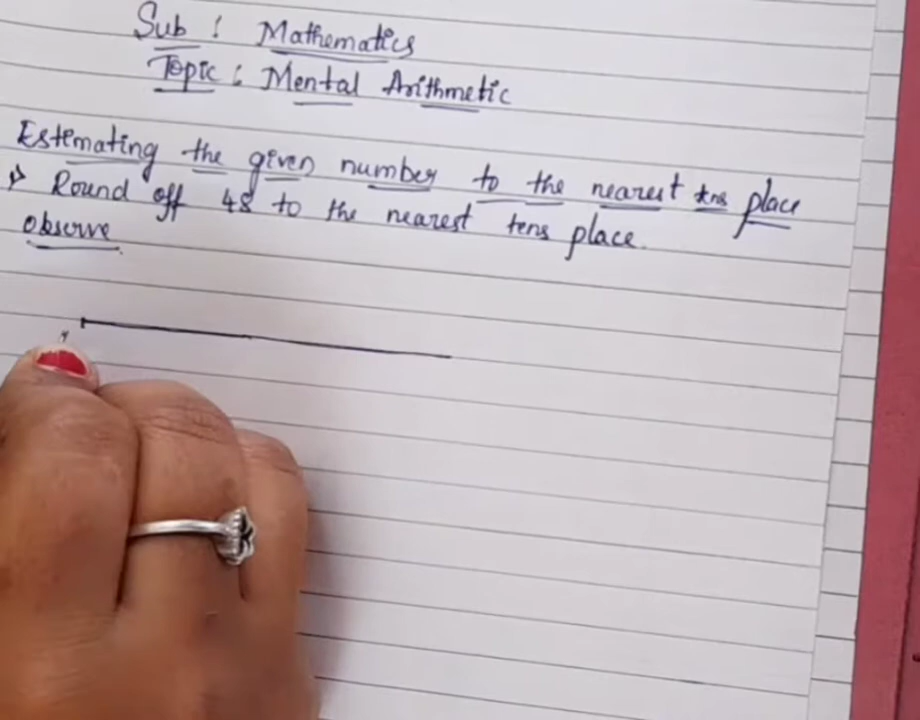 Sub : Mathematics
Topic : Mental Arithmetic
Estemating the given number to the nearest tns place
Round off 48 to the nearest tens place.
observe